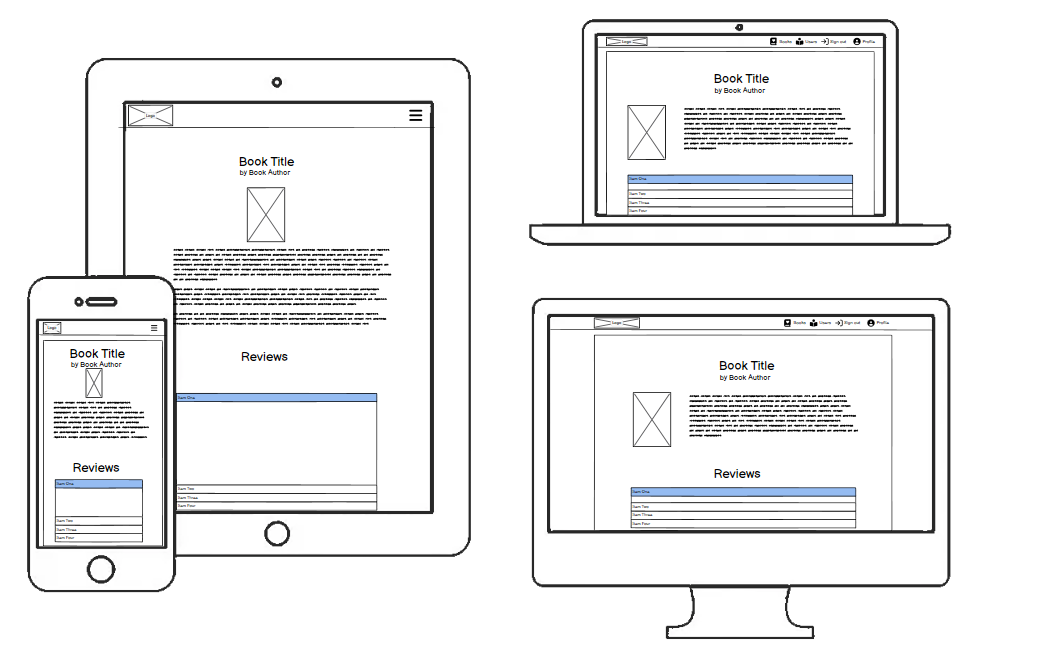 Logo
Book Title
by Book Author
Reviews
Item One
Item Two
Item Three
Item Four
Logo
Book Title
by Book Author
Reviews
Item One
Item Two
Item Three
Item Four
Logo
Books Users Sign out Profile
Book Title
by Book Author
Item One
Item Two
Item Three
Item Four
Logo
Books Users Sign out Profile
Book Title
by Book Author
Reviews
Item One
Item Two
Item Three
Item Four